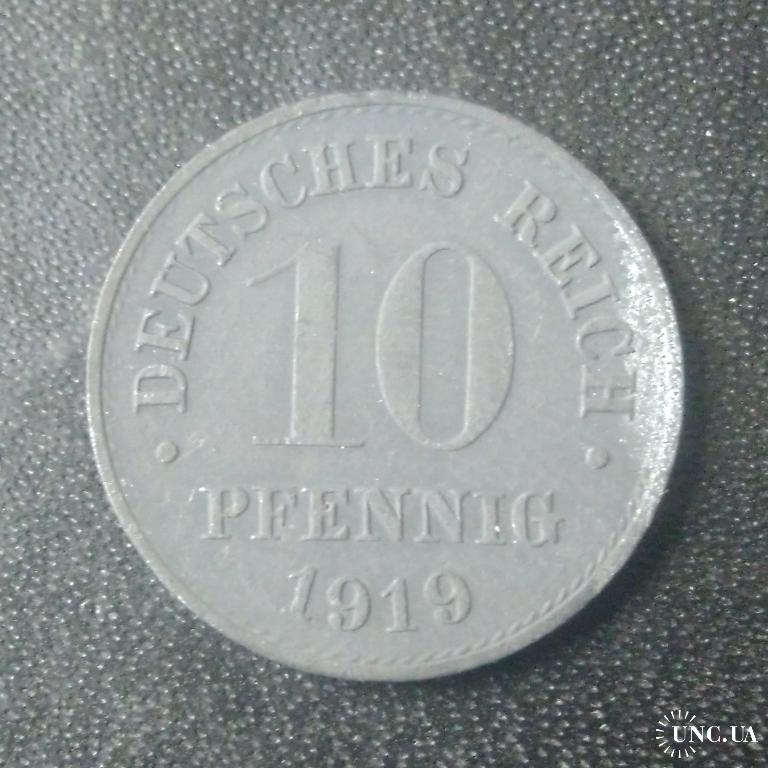 · DEUTSCHES REICH ·
10
PFENNIG
1919
UNC.UA